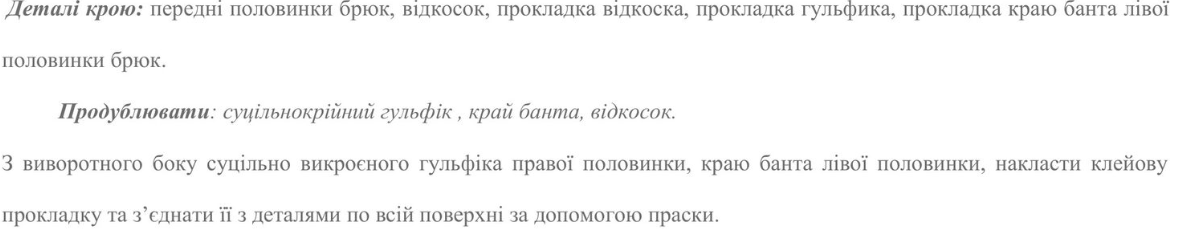 Деталі крою: передні половинки брюк, відкосок, прокладка відкоска, прокладка гульфика, прокладка краю банта лівої
половинки брюк.
Продублювати: суцільнокрійний гульфік , край банта, відкосок.
З виворотного боку суцільно викроєного гульфіка правої половинки, краю банта лівої половинки, накласти клейову
прокладку та з’єднати її з деталями по всій поверхні за допомогою праски.